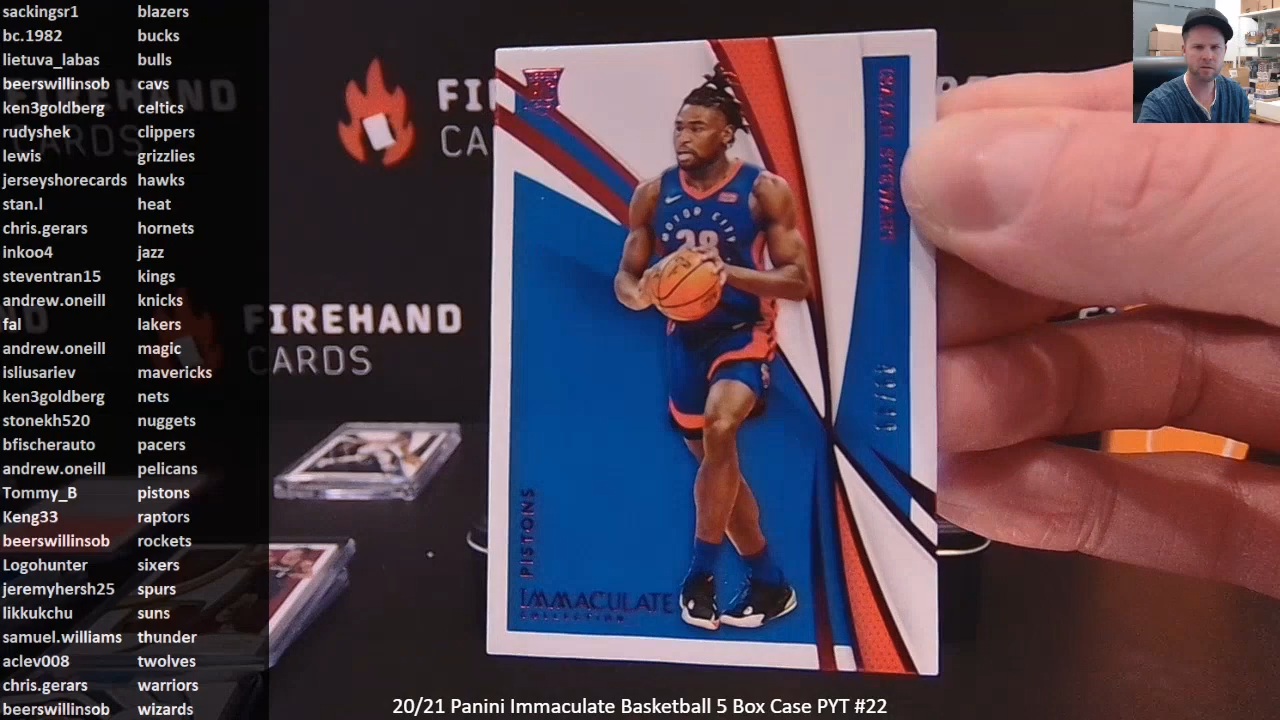 sackingsr1 blazers
bc.1982 bucks
lietuva_labas bulls
beerswillinsob cavs
ken3goldberg celtics
rudyshek clippers
lewis grizzlies
jerseyshorecards hawks
stan.l heat
chris.gerars hornets
inkoo4 jazz
steventran15 kings
andrew.oneill knicks
fal lakers
andrew.oneill magic
isliusariev mavericks
ken3goldberg nets
stonekh520 nuggets
bfischerauto pacers
andrew.oneill pelicans
Tommy_B pistons
Keng33 raptors
beerswillinsob rockets
Logohunter sixers
jeremyhersh25 spurs
likkukchu suns
samuel.williams thunder
aclev008 twolves
chris.gerars warriors
beerswillinsob wizards
FIREHAND
CARDS
MOTOR CITY
38
PISTONS
IMMACULATE
COLLECTION
20/21 Panini Immaculate Basketball 5 Box Case PYT #22